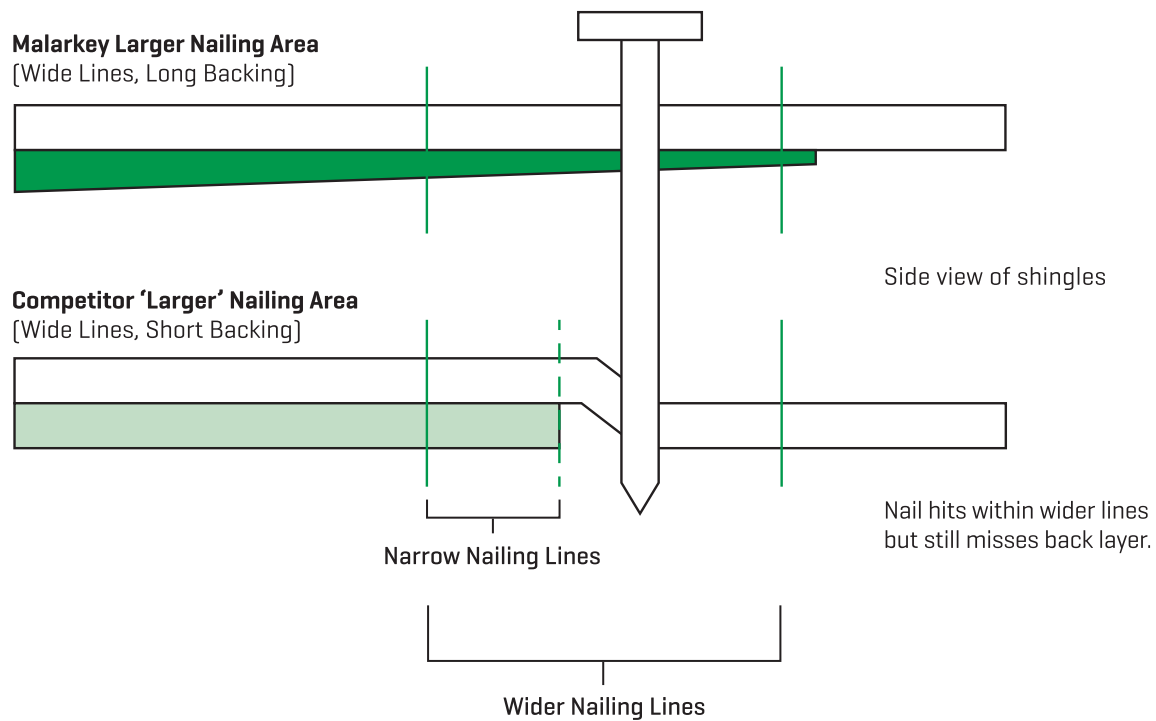 Malarkey Larger Nailing Area
(Wide Lines, Long Backing)
Side view of shingles
Competitor ‘Larger’ Nailing Area
(Wide Lines, Short Backing)
Nail hits within wider lines
but still misses back layer.
Narrow Nailing Lines
Wider Nailing Lines